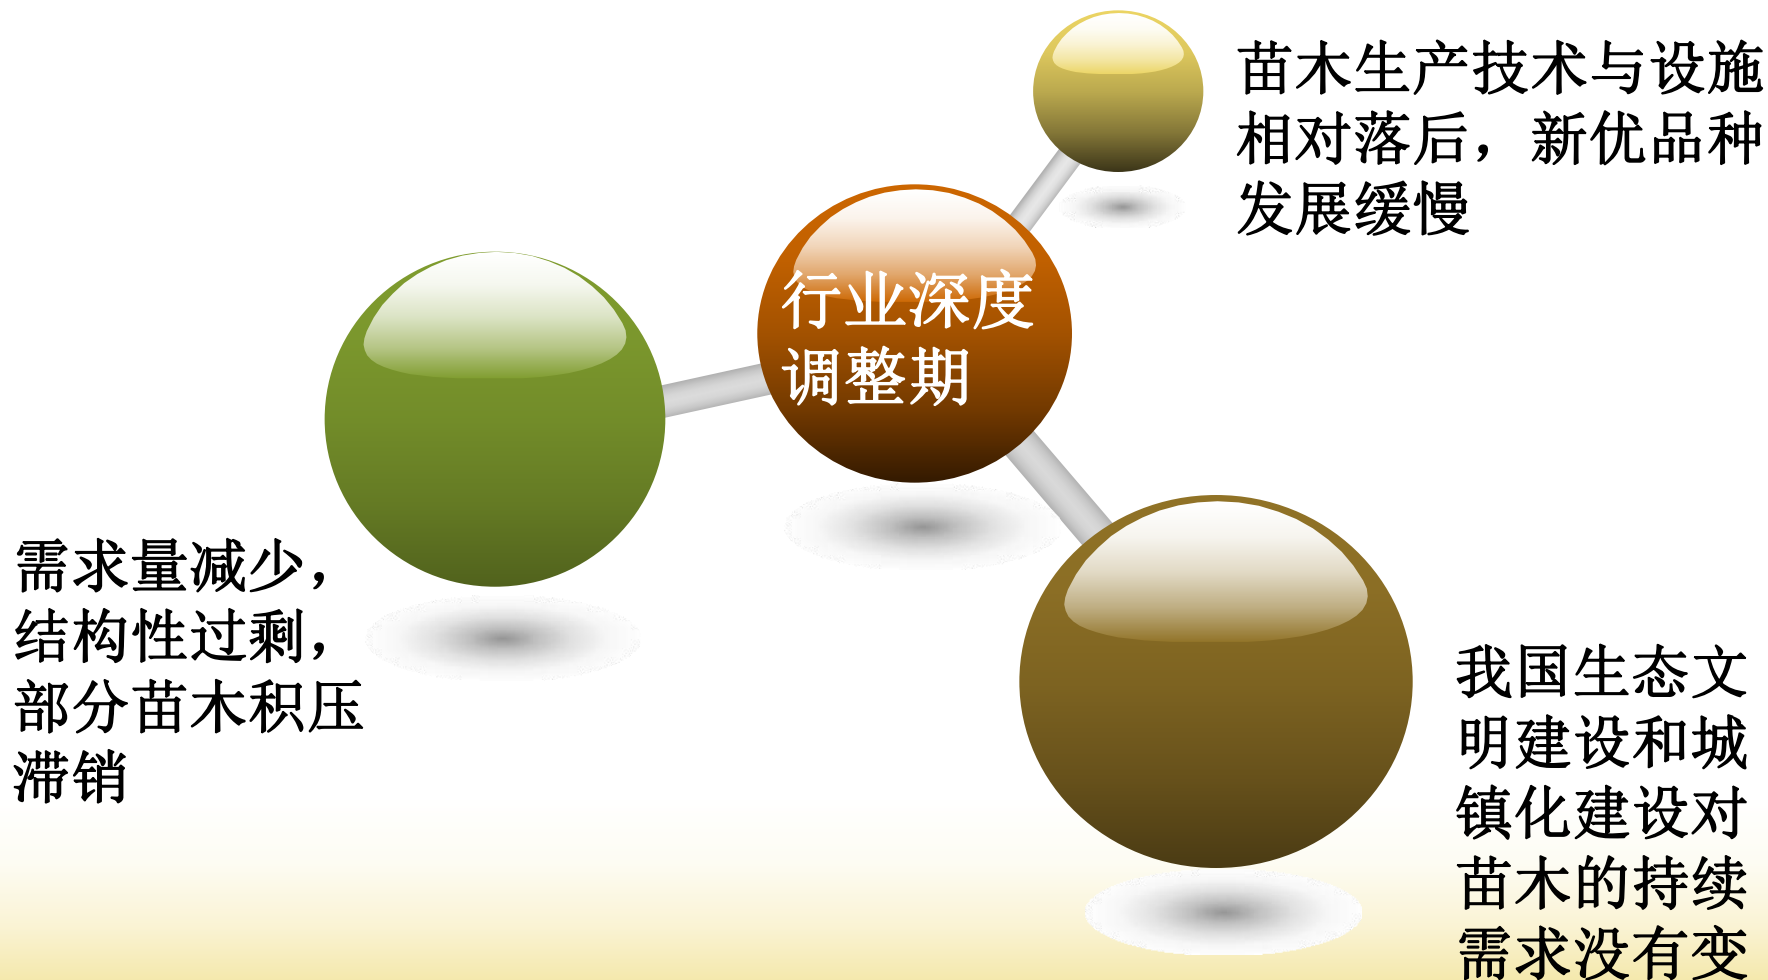 苗木生产技术与设施
相对落后，新优品种
发展缓慢
行业深度
调整期
需求量减少，
结构性过剩，
部分苗木积压
滞销
我国生态文
明建设和城
镇化建设对
苗木的持续
需求没有变